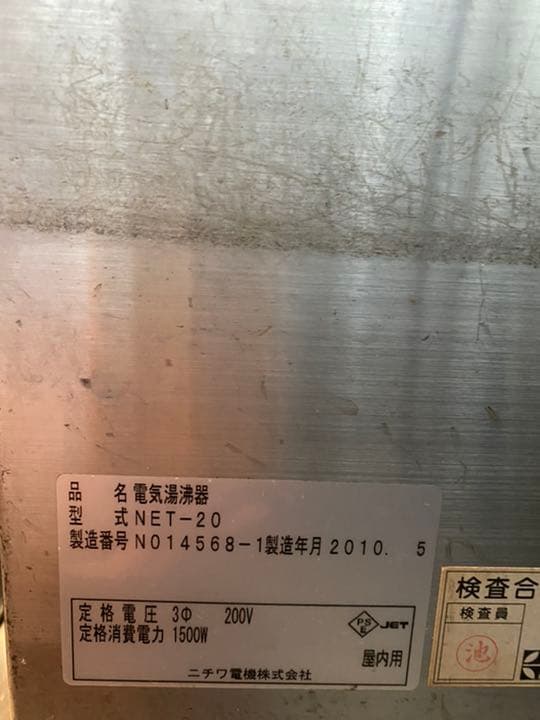 品 名 電気湯沸器
型 式 NET-20
製造番号 N014568-1 製造年月 2010. 5
定格電圧 3Φ 200V
定格消費電力 1500W
PS
E
JET
屋内用
ニチワ電機株式会社
検査合
検査員
池